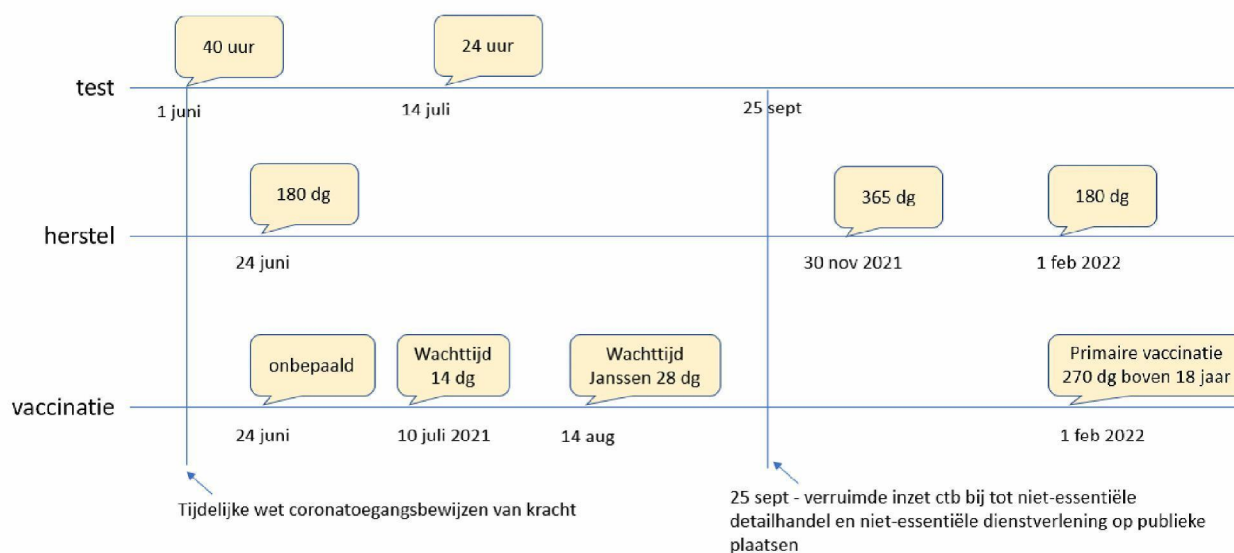 40 uur
24 uur
test
1 juni
14 juli
25 sept
180 dg
365 dg
180 dg
herstel
24 juni
30 nov 2021
1 feb 2022
onbepaald
Wachttijd
14 dg
Wachttijd
Janssen 28 dg
Primaire vaccinatie
270 dg boven 18 jaar
vaccinatie
24 juni
10 juli 2021
14 aug
1 feb 2022
Tijdelijke wet coronatoegangsbewijzen van kracht
25 sept - verruimde inzet ctb bij tot niet-essentiële
detailhandel en niet-essentiële dienstverlening op publieke
plaatsen